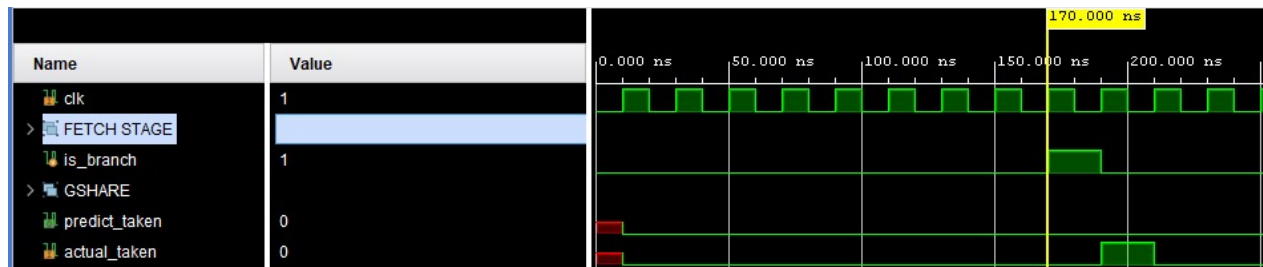 170.000 ns
Name Value 0.000 ns 50.000 ns 100.000 ns 150.000 ns 200.000 ns
clk 1
FETCH STAGE
is_branch 1
GSHARE
predict_taken 0
actual_taken 0